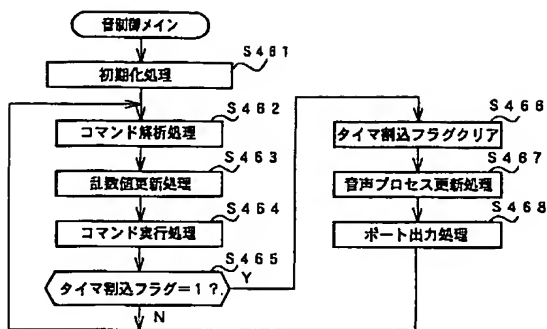 音制御メイン
S461
初期化処理
S462
コマンド解析処理
S463
乱数値更新処理
S464
コマンド実行処理
S465
タイマ割込フラグ=1?
Y
N
S466
タイマ割込フラグクリア
S467
音声プロセス更新処理
S468
ポート出力処理